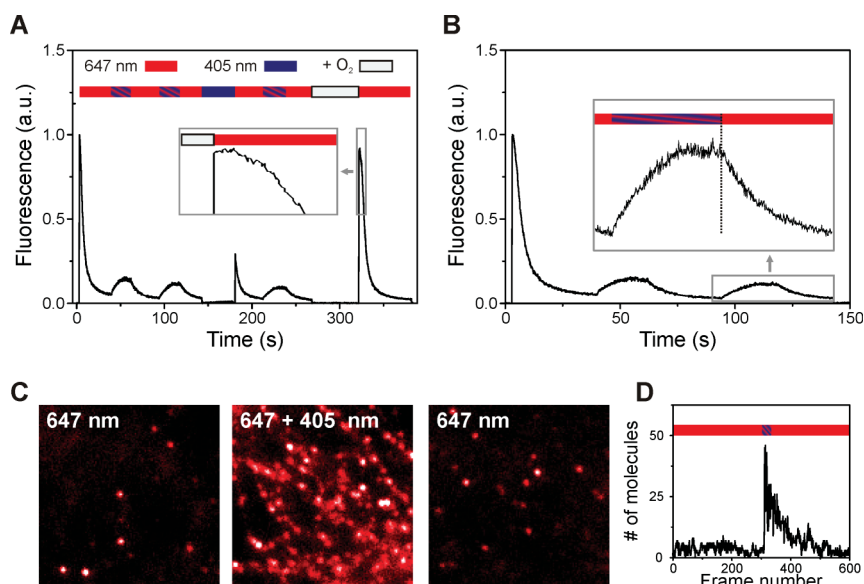 A
1.5
1.0
0.5
0.0
Fluorescence (a.u.)
647 nm
405 nm
+ O₂
0
100
200
300
Time (s)
B
1.5
1.0
0.5
0.0
Fluorescence (a.u.)
0
50
100
150
Time (s)
C
647 nm
647 + 405 nm
647 nm
D
50
25
0
# of molecules
0
300
600
Frame number